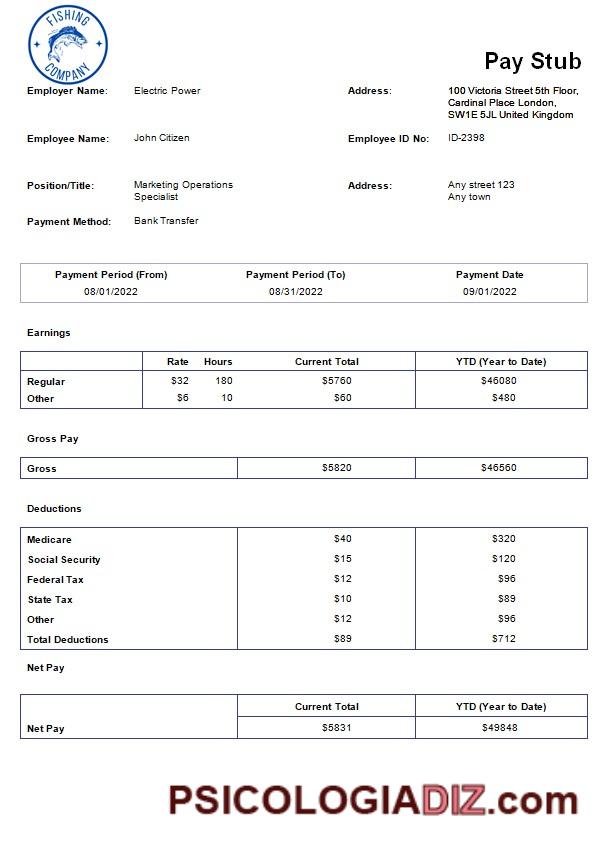 FISHING
COMPANY
Pay Stub
Employer Name: Electric Power Address: 100 Victoria Street 5th Floor,
Cardinal Place London,
SW1E 5JL United Kingdom
Employee Name: John Citizen Employee ID No: ID-2398
Position/Title: Marketing Operations Address: Any street 123
Specialist Any town
Payment Method: Bank Transfer
Payment Period (From) Payment Period (To) Payment Date
08/01/2022 08/31/2022 09/01/2022
Earnings
Rate Hours Current Total YTD (Year to Date)
Regular $32 180 $5760 $46080
Other $6 10 $60 $480
Gross Pay
Gross $5820 $46560
Deductions
Medicare $40 $320
Social Security $15 $120
Federal Tax $12 $96
State Tax $10 $89
Other $12 $96
Total Deductions $89 $712
Net Pay
Current Total YTD (Year to Date)
Net Pay $5831 $49848
PSICOLOGIADIZ.com